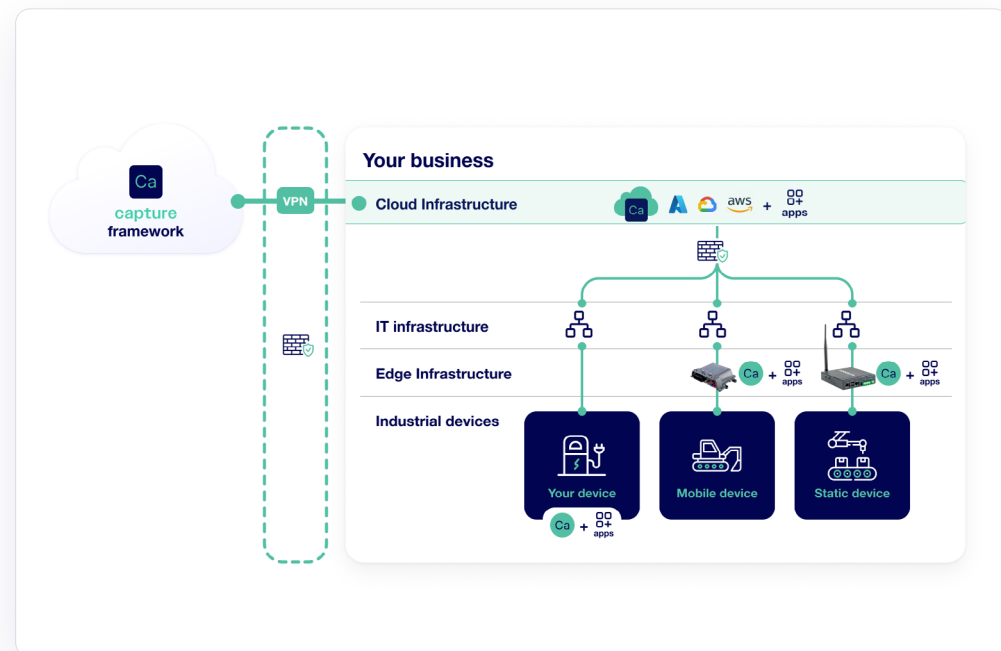 Ca
capture
framework
VPN
Your business
Cloud Infrastructure
Ca
aws
+
apps
IT infrastructure
Edge Infrastructure
Ca
+
apps
Ca
+
apps
Industrial devices
Your device
Mobile device
Static device
Ca
+
apps